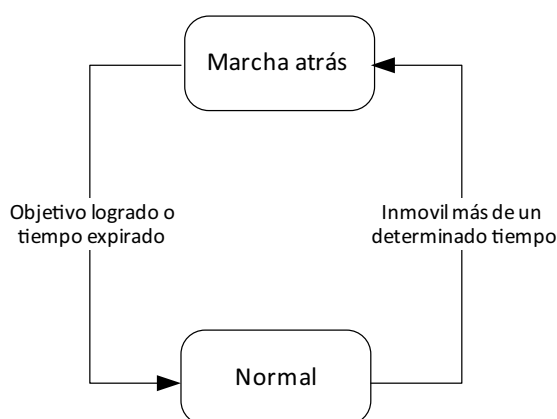 Marcha atrás
Objetivo logrado o
tiempo expirado
Inmovil más de un
determinado tiempo
Normal